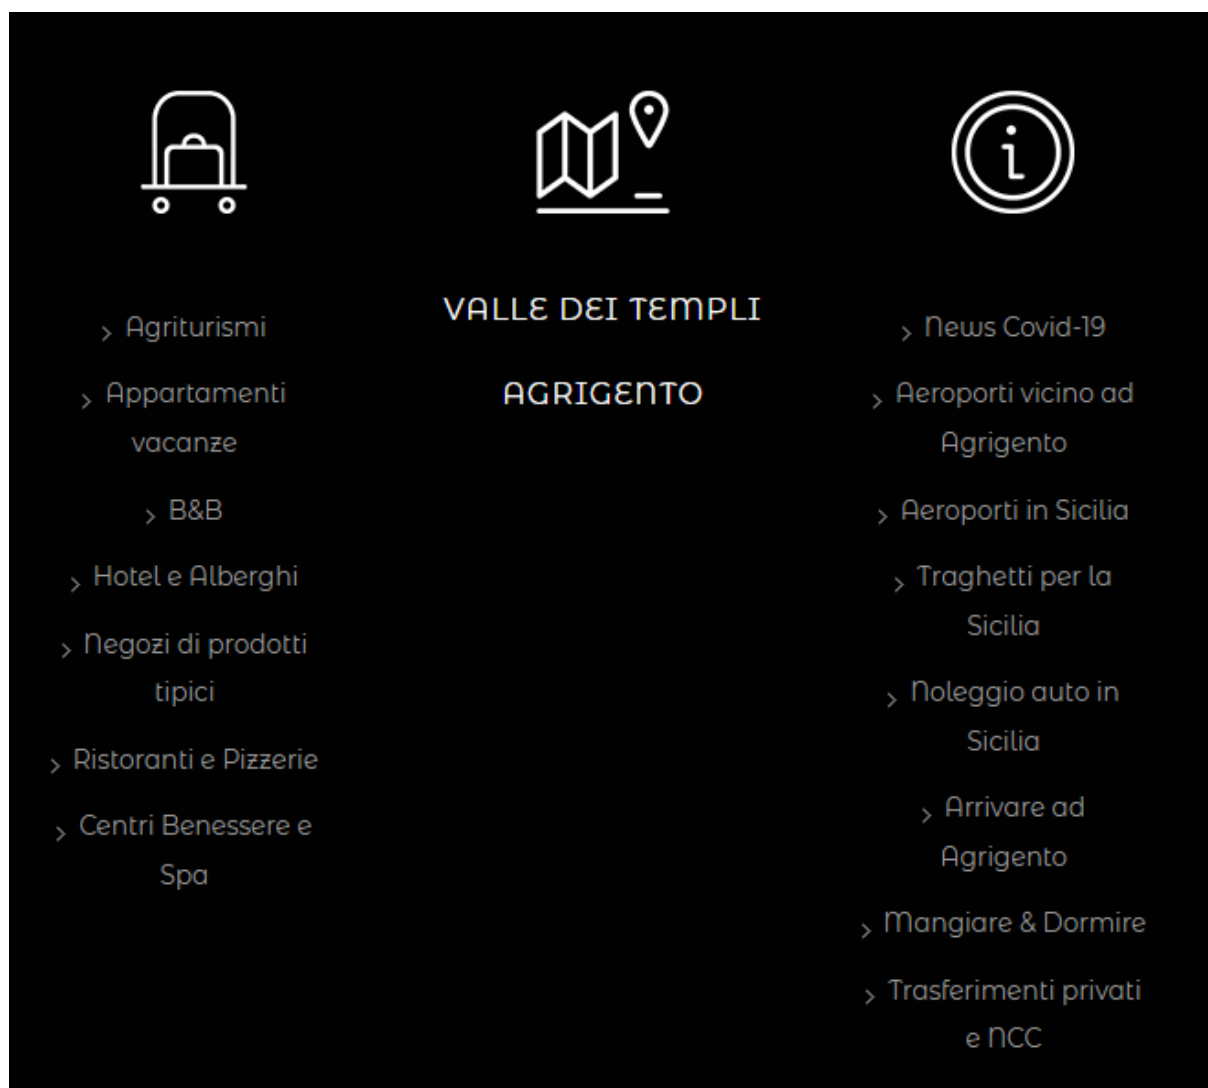 Agriturismi
Appartamenti
vacanze
B&B
Hotel e Alberghi
Negozi di prodotti
tipici
Ristoranti e Pizzerie
Centri Benessere e
Spa
VALLE DEI TEMPLI
AGRIGENTO
News Covid-19
Aeroporti vicino ad
Agrigento
Aeroporti in Sicilia
Traghetti per la
Sicilia
Noleggio auto in
Sicilia
Arrivare ad
Agrigento
Mangiare & Dormire
Trasferimenti privati
e NCC